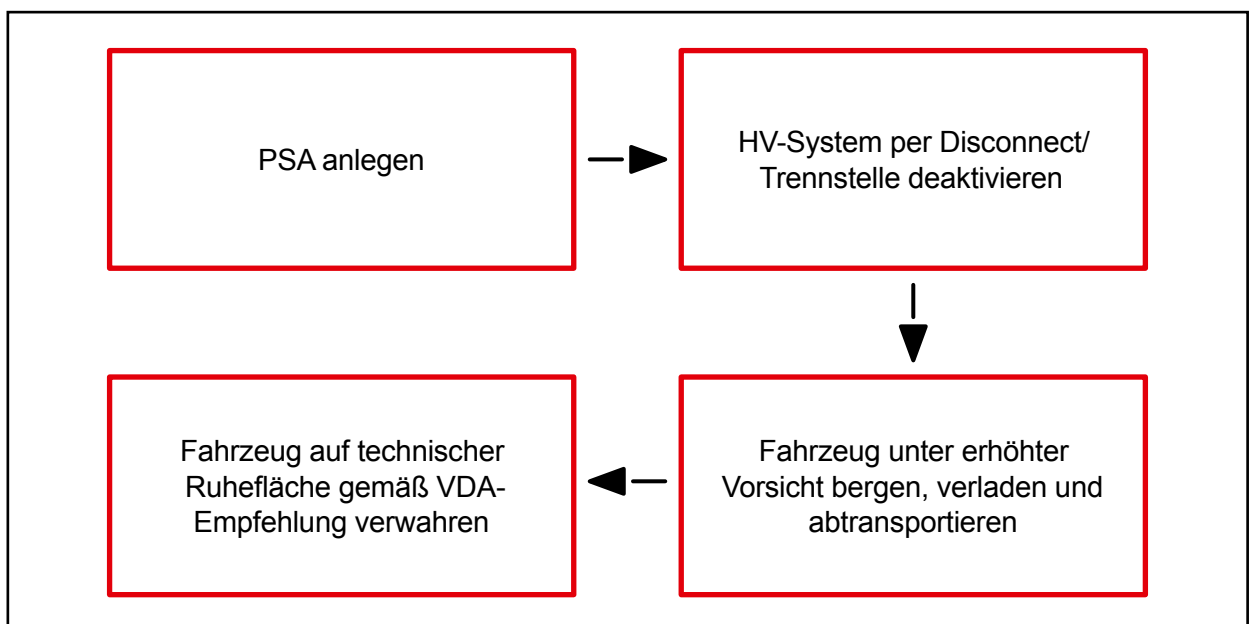 PSA anlegen
HV-System per Disconnect/
Trennstelle deaktivieren
Fahrzeug unter erhöhter
Vorsicht bergen, verladen und
abtransportieren
Fahrzeug auf technischer
Ruhefläche gemäß VDA-
Empfehlung verwahren